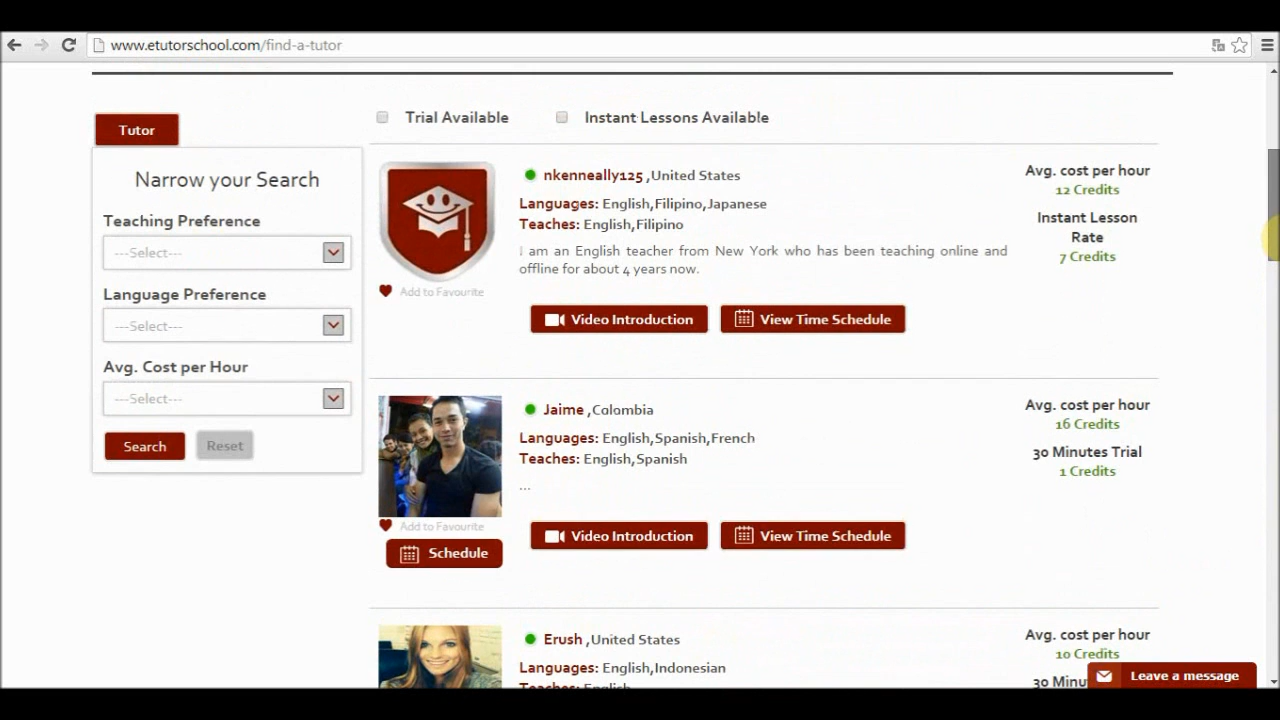 www.etutorschool.com/find-a-tutor
Trial Available
Instant Lessons Available
Tutor
Narrow your Search
Teaching Preference
---Select---
Language Preference
---Select---
Avg. Cost per Hour
---Select---
Search
Reset
nkenneally125 ,United States
Languages: English,Filipino,Japanese
Teaches: English,Filipino
I am an English teacher from New York who has been teaching online and
offline for about 4 years now.
Add to Favourite
Video Introduction
View Time Schedule
Avg. cost per hour
12 Credits
Instant Lesson
Rate
7 Credits
Jaime ,Colombia
Languages: English,Spanish,French
Teaches: English,Spanish
...
Add to Favourite
Schedule
Video Introduction
View Time Schedule
Avg. cost per hour
16 Credits
30 Minutes Trial
1 Credits
Erush ,United States
Languages: English,Indonesian
Teaches: English
Avg. cost per hour
10 Credits
30 Minu
Leave a message